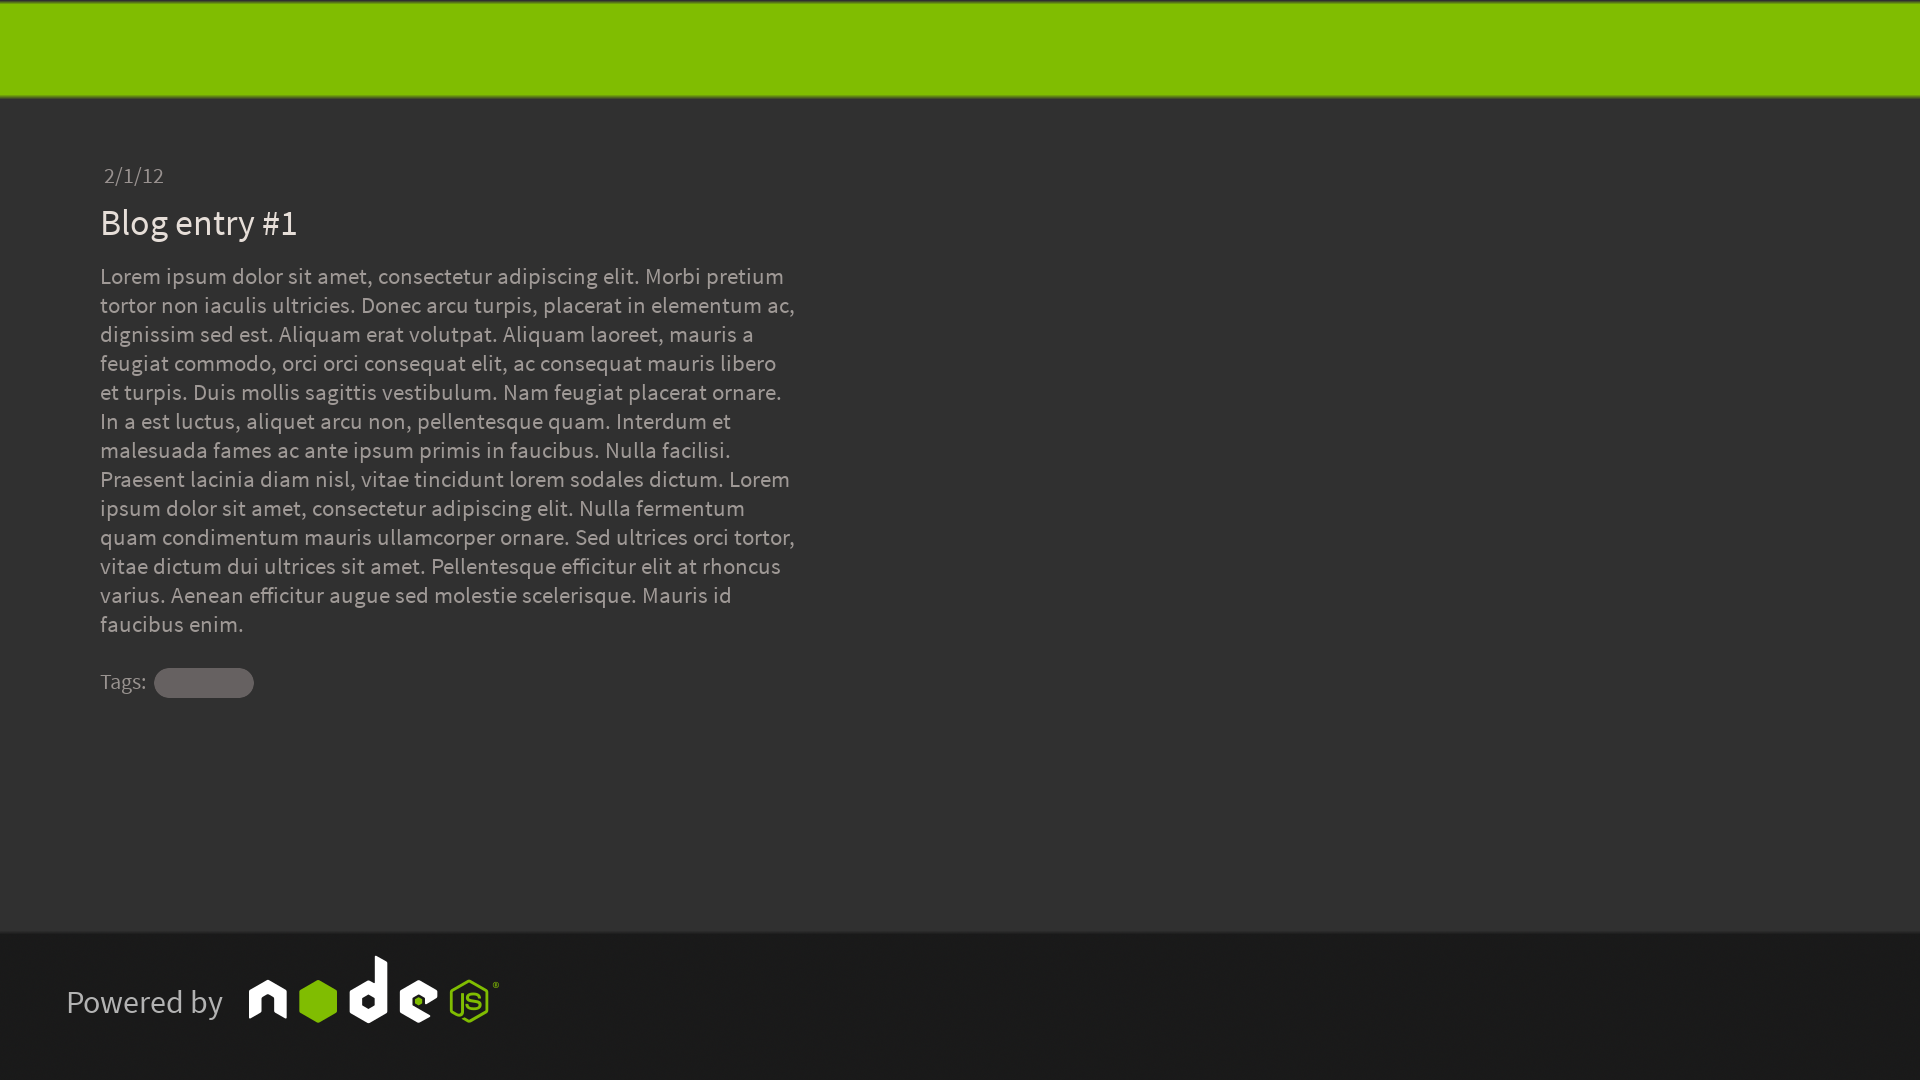 2/1/12
Blog entry #1
Lorem ipsum dolor sit amet, consectetur adipiscing elit. Morbi pretium
tortor non iaculis ultricies. Donec arcu turpis, placerat in elementum ac,
dignissim sed est. Aliquam erat volutpat. Aliquam laoreet, mauris a
feugiat commodo, orci orci consequat elit, ac consequat mauris libero
et turpis. Duis mollis sagittis vestibulum. Nam feugiat placerat ornare.
In a est luctus, aliquet arcu non, pellentesque quam. Interdum et
malesuada fames ac ante ipsum primis in faucibus. Nulla facilisi.
Praesent lacinia diam nisl, vitae tincidunt lorem sodales dictum. Lorem
ipsum dolor sit amet, consectetur adipiscing elit. Nulla fermentum
quam condimentum mauris ullamcorper ornare. Sed ultrices orci tortor,
vitae dictum dui ultrices sit amet. Pellentesque efficitur elit at rhoncus
varius. Aenean efficitur augue sed molestie scelerisque. Mauris id
faucibus enim.
Tags:
Powered by node JS®